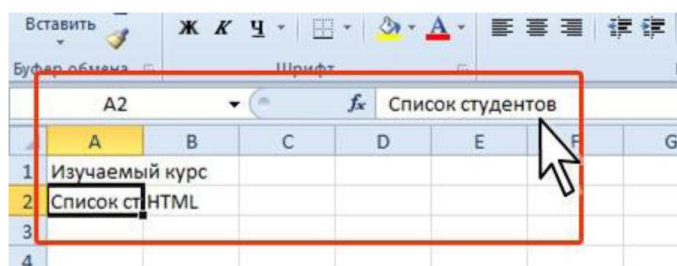 Вставить Ж К Ч
Буфер обмена Шрифт
A2 fx Список студентов
A B C D E F G
1 Изучаемый курс
2 Список ст HTML
3
4